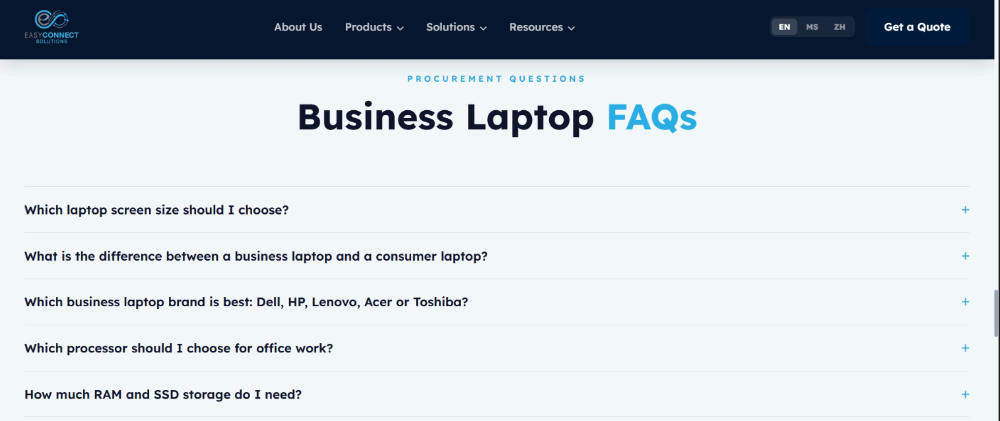 EASYCONNECT
SOLUTIONS
About Us
Products
Solutions
Resources
EN
MS
ZH
Get a Quote
PROCUREMENT QUESTIONS
Business Laptop FAQs
Which laptop screen size should I choose?
What is the difference between a business laptop and a consumer laptop?
Which business laptop brand is best: Dell, HP, Lenovo, Acer or Toshiba?
Which processor should I choose for office work?
How much RAM and SSD storage do I need?